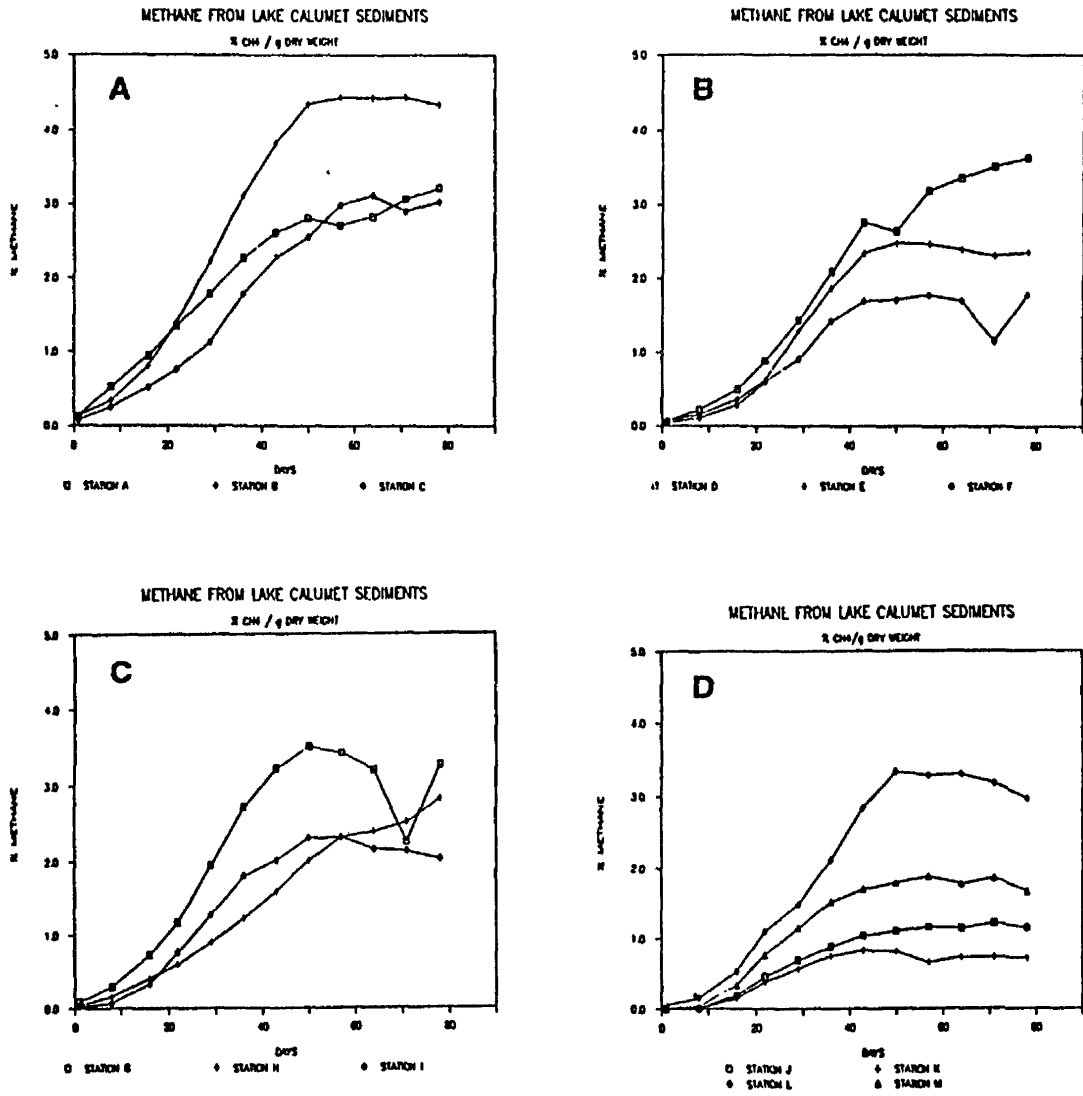 METHANE FROM LAKE CALUMET SEDIMENTS
% CH4 / g DRY WEIGHT
A
5.0
4.0
3.0
2.0
1.0
0.0
% METHANE
0 20 40 60 80
DAYS
STATION A STATION B STATION C
METHANE FROM LAKE CALUMET SEDIMENTS
% CH4 / g DRY WEIGHT
B
5.0
4.0
3.0
2.0
1.0
0.0
% METHANE
0 20 40 60 80
DAYS
STATION D STATION E STATION F
METHANE FROM LAKE CALUMET SEDIMENTS
% CH4 / g DRY WEIGHT
C
5.0
4.0
3.0
2.0
1.0
0.0
% METHANE
0 20 40 60 80
DAYS
STATION G STATION H STATION I
METHANE FROM LAKE CALUMET SEDIMENTS
% CH4/g DRY WEIGHT
D
5.0
4.0
3.0
2.0
1.0
0.0
% METHANE
0 20 40 60 80
DAYS
STATION J STATION K
STATION L STATION M